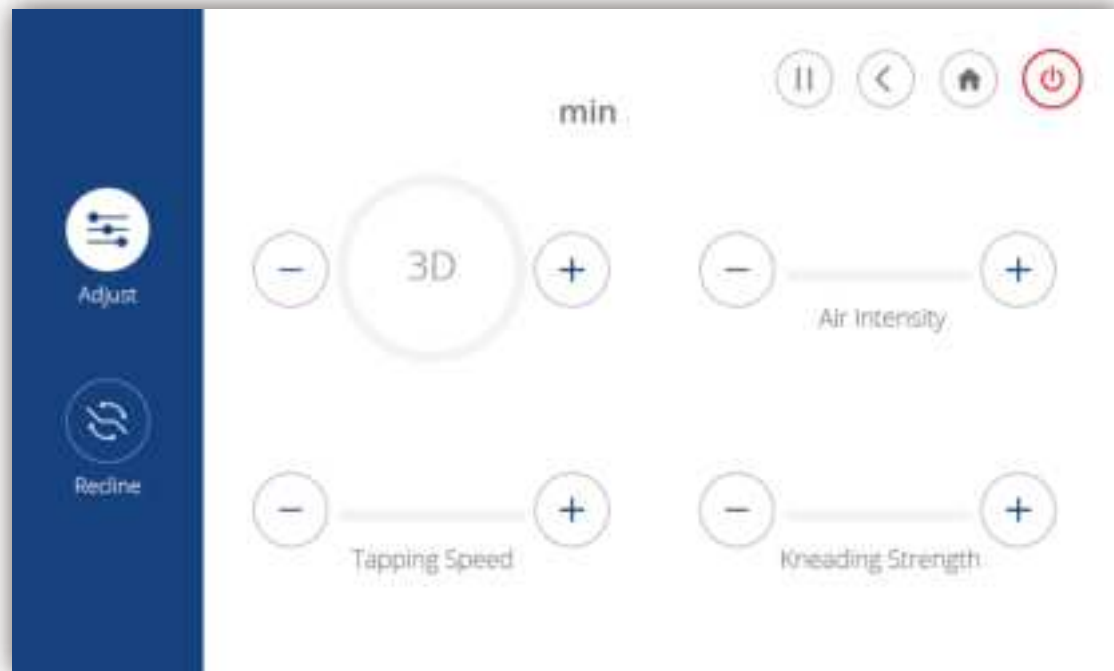 min
Adjust
3D
Air Intensity
Recline
Tapping Speed
Kneading Strength